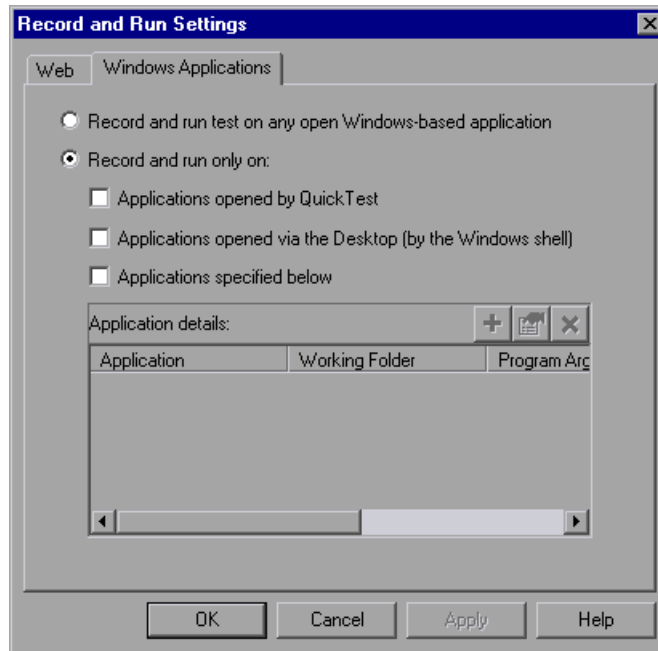 Record and Run Settings
Web
Windows Applications
Record and run test on any open Windows-based application
Record and run only on:
Applications opened by QuickTest
Applications opened via the Desktop (by the Windows shell)
Applications specified below
Application details:
Application Working Folder Program Arg
OK Cancel Apply Help